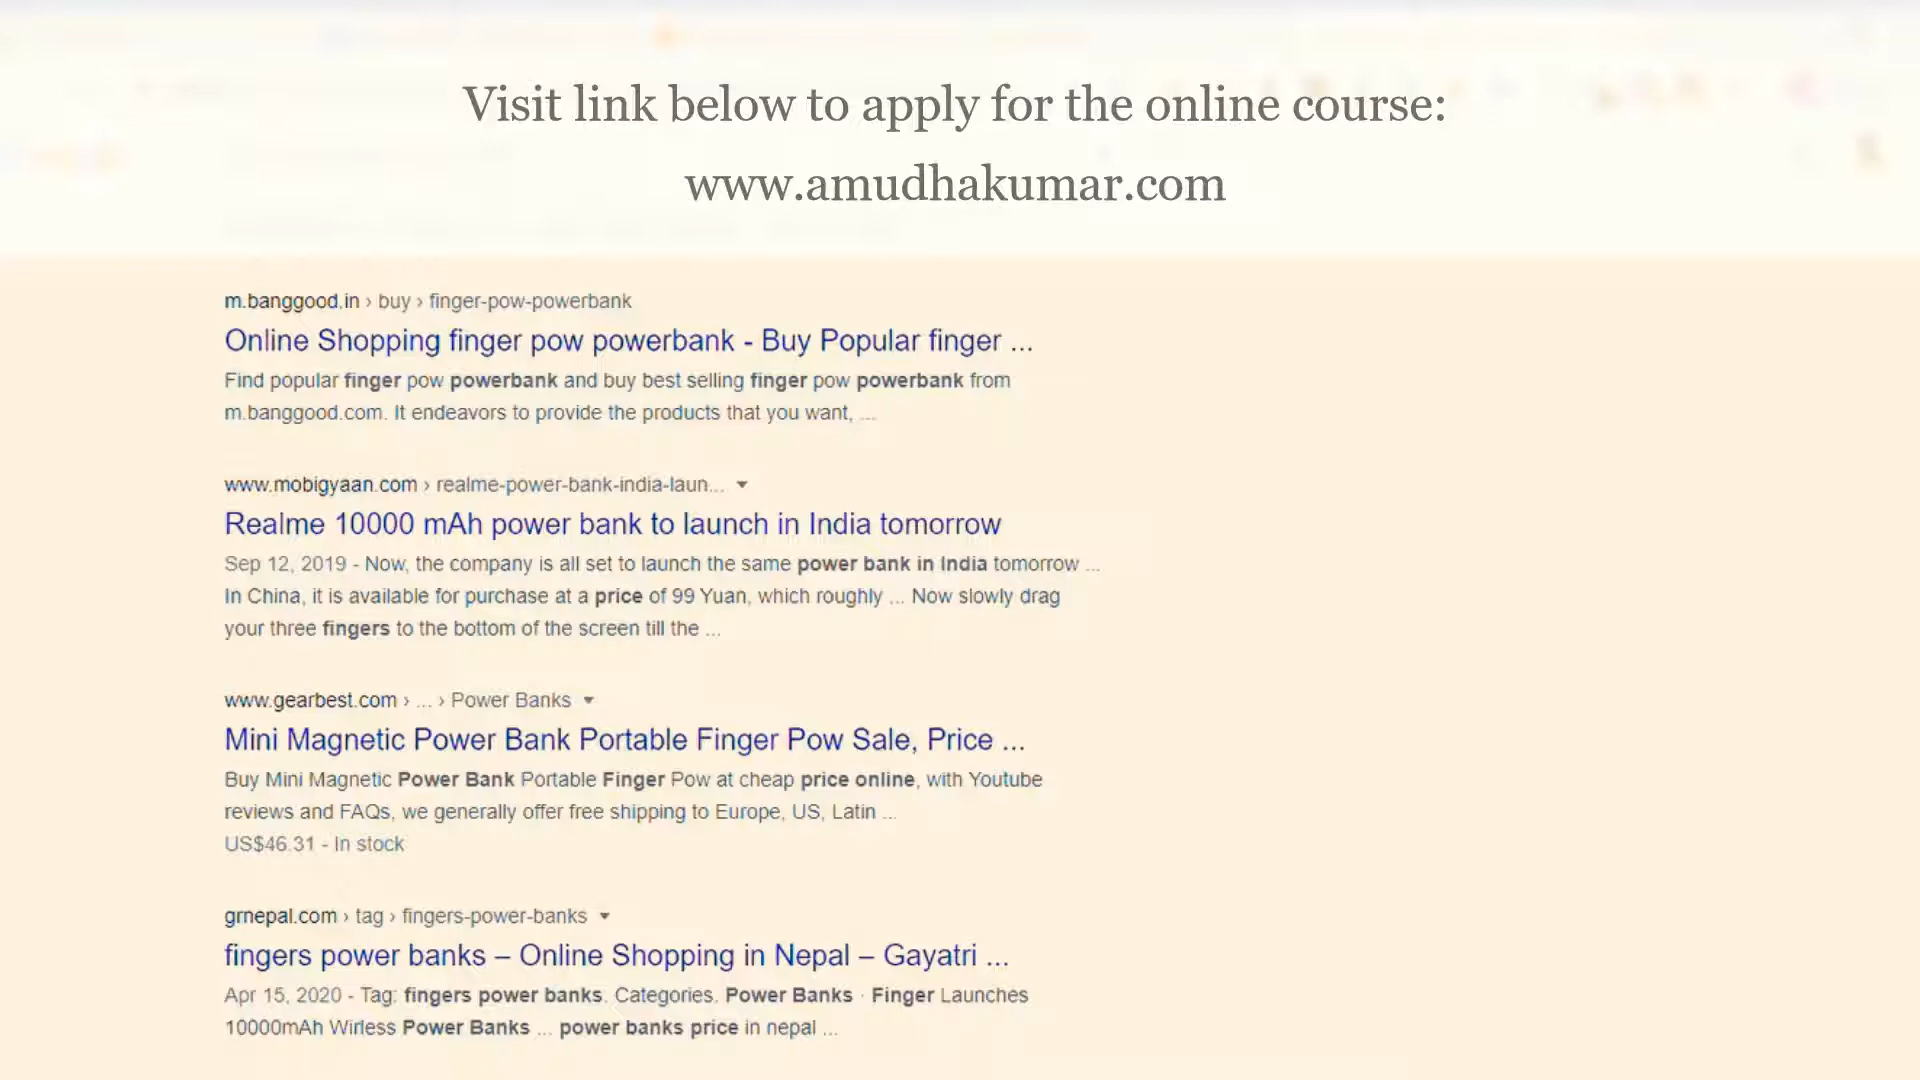 Visit link below to apply for the online course:
www.amudhakumar.com
m.banggood.in › buy › finger-pow-powerbank
Online Shopping finger pow powerbank - Buy Popular finger ...
Find popular finger pow powerbank and buy best selling finger pow powerbank from
m.banggood.com. It endeavors to provide the products that you want, ...
www.mobigyaan.com › realme-power-bank-india-laun...
Realme 10000 mAh power bank to launch in India tomorrow
Sep 12, 2019 - Now, the company is all set to launch the same power bank in India tomorrow ...
In China, it is available for purchase at a price of 99 Yuan, which roughly ... Now slowly drag
your three fingers to the bottom of the screen till the ...
www.gearbest.com › ... › Power Banks
Mini Magnetic Power Bank Portable Finger Pow Sale, Price ...
Buy Mini Magnetic Power Bank Portable Finger Pow at cheap price online, with Youtube
reviews and FAQs, we generally offer free shipping to Europe, US, Latin ...
US$46.31 - In stock
grnepal.com › tag › fingers-power-banks
fingers power banks – Online Shopping in Nepal – Gayatri ...
Apr 15, 2020 - Tag: fingers power banks. Categories. Power Banks · Finger Launches
10000mAh Wirless Power Banks ... power banks price in nepal ...